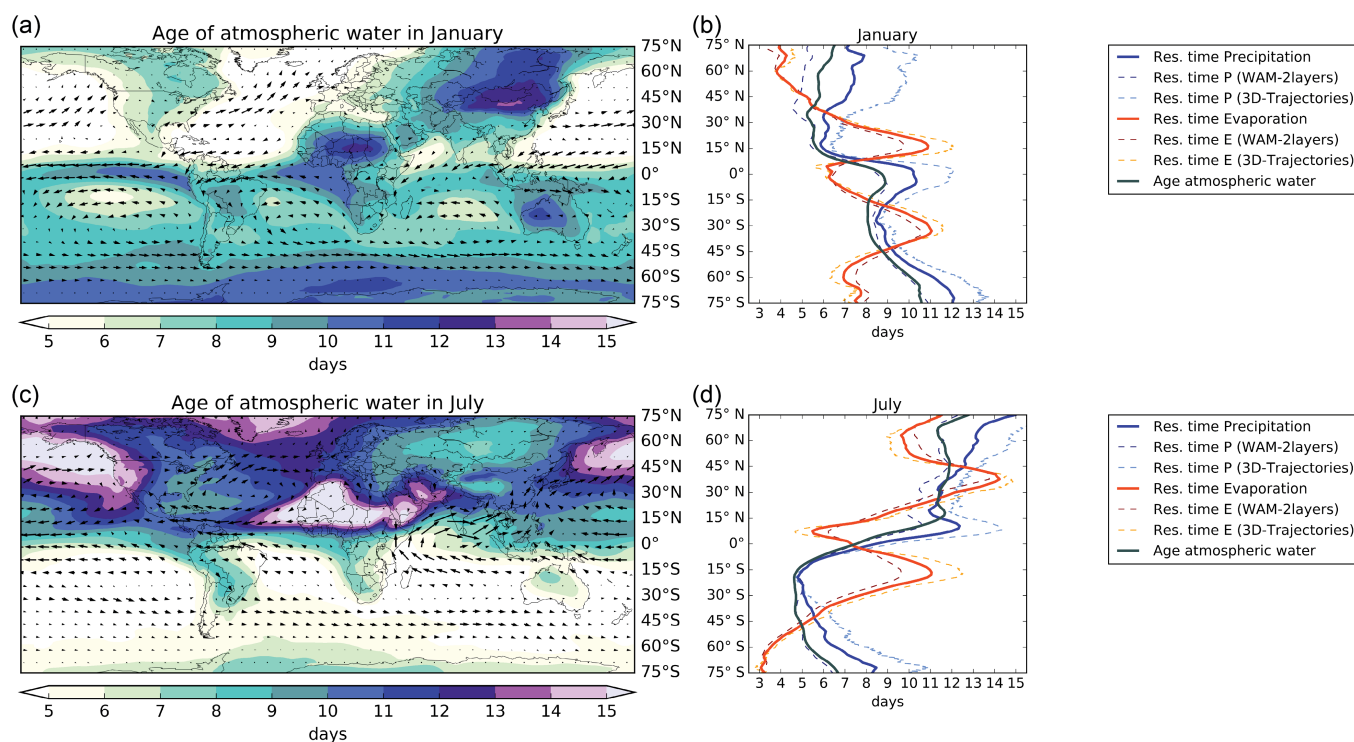 (a)
Age of atmospheric water in January
75°N
60°N
45°N
30°N
15°N
0°
15°S
30°S
45°S
60°S
75°S
5 6 7 8 9 10 11 12 13 14 15
days
(b)
January
75° N
60° N
45° N
30° N
15° N
0°
15° S
30° S
45° S
60° S
75° S
3 4 5 6 7 8 9 10 11 12 13 14 15
days
Res. time Precipitation
Res. time P (WAM-2layers)
Res. time P (3D-Trajectories)
Res. time Evaporation
Res. time E (WAM-2layers)
Res. time E (3D-Trajectories)
Age atmospheric water
(c)
Age of atmospheric water in July
75°N
60°N
45°N
30°N
15°N
0°
15°S
30°S
45°S
60°S
75°S
5 6 7 8 9 10 11 12 13 14 15
days
(d)
July
75° N
60° N
45° N
30° N
15° N
0°
15° S
30° S
45° S
60° S
75° S
3 4 5 6 7 8 9 10 11 12 13 14 15
days
Res. time Precipitation
Res. time P (WAM-2layers)
Res. time P (3D-Trajectories)
Res. time Evaporation
Res. time E (WAM-2layers)
Res. time E (3D-Trajectories)
Age atmospheric water